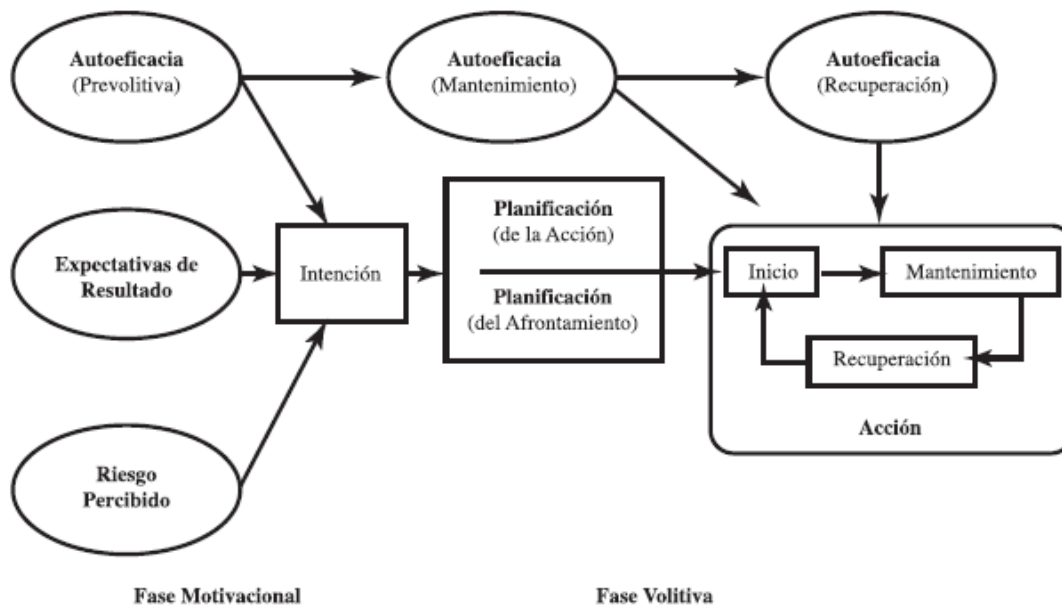 Autoeficacia
(Prevolitiva)
Autoeficacia
(Mantenimiento)
Autoeficacia
(Recuperación)
Expectativas de
Resultado
Intención
Planificación
(de la Acción)
Planificación
(del Afrontamiento)
Inicio
Mantenimiento
Recuperación
Acción
Riesgo
Percibido
Fase Motivacional
Fase Volitiva